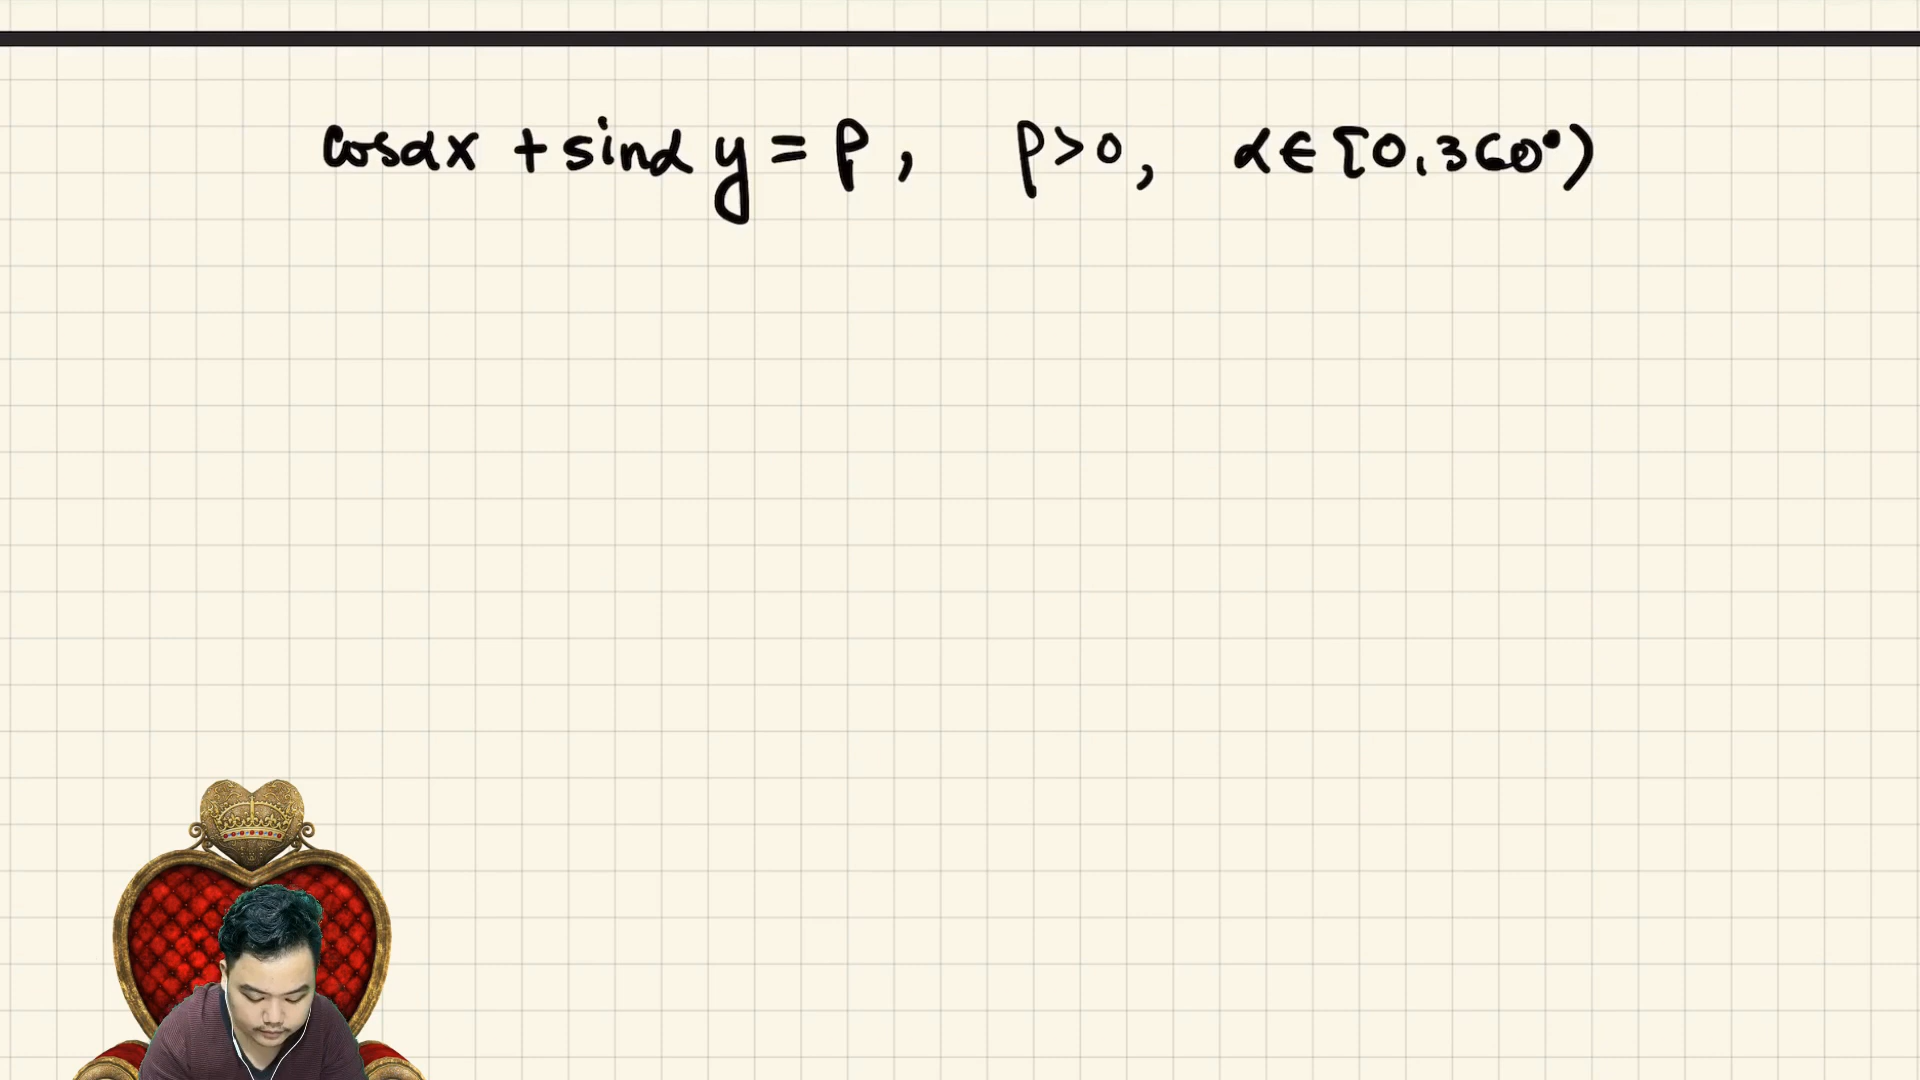 cosαx + sinα y = p, p>0, α∈[0,360°)